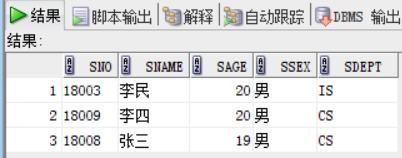 结果 脚本输出 解释 自动跟踪 DBMS 输出
结果:
SNO SNAME SAGE SSEX SDEPT
1 18003 李民 20 男 IS
2 18009 李四 20 男 CS
3 18008 张三 19 男 CS